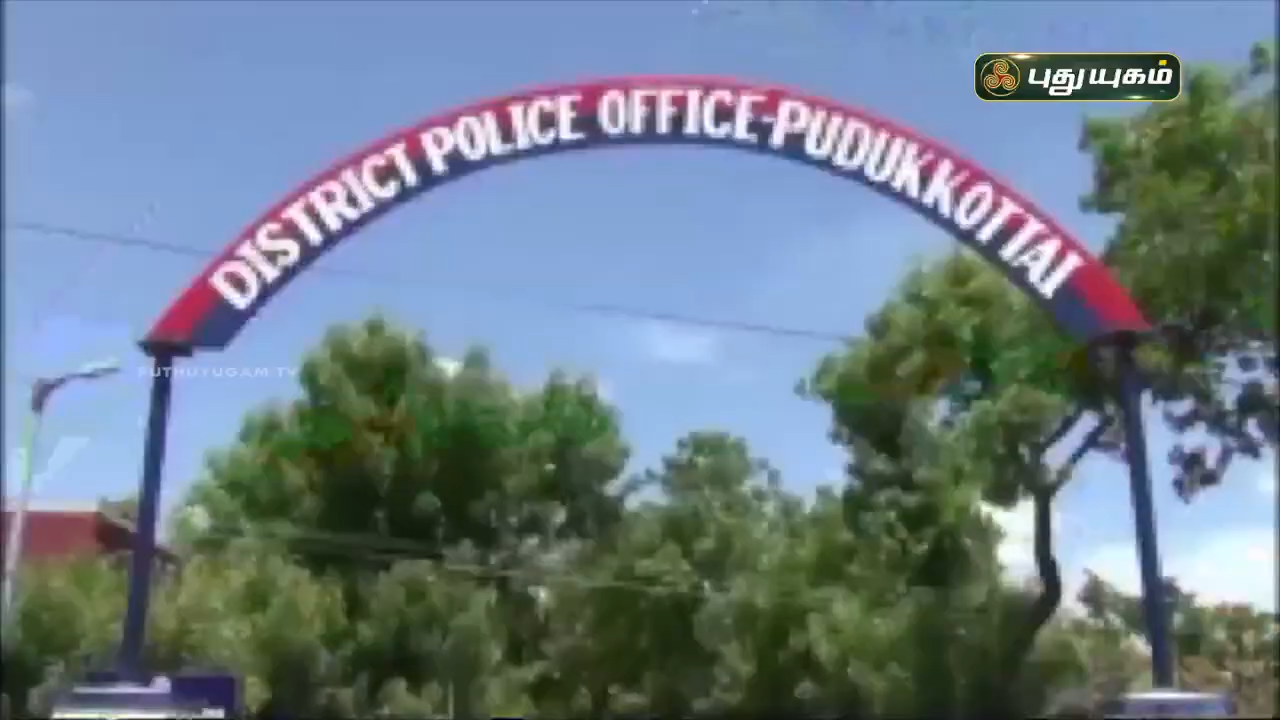 புதுயுகம்
DISTRICT POLICE OFFICE-PUDUKKOTTAI
PUTHUYUGAM TV